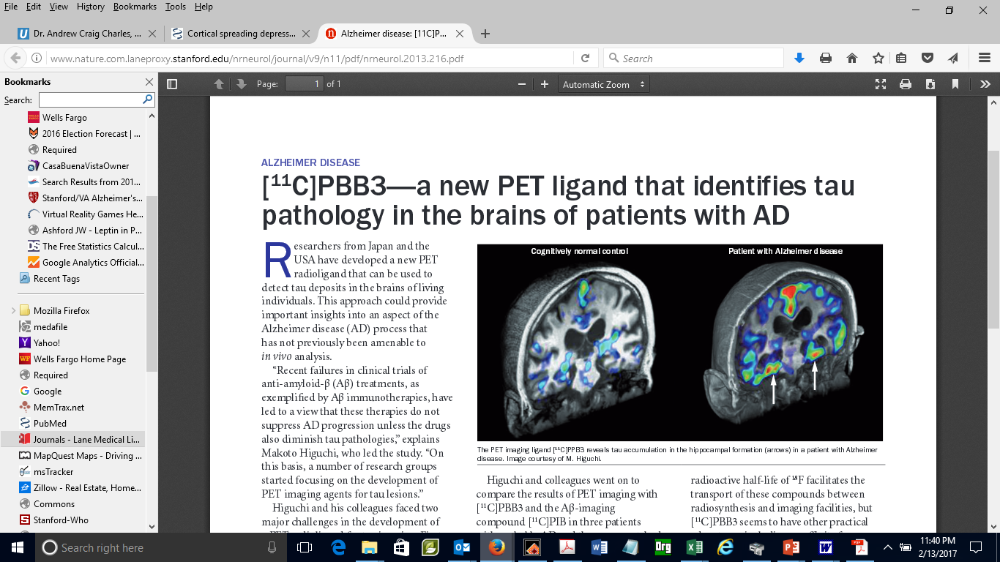 File Edit View History Bookmarks Tools Help
Dr. Andrew Craig Charles, ...
Cortical spreading depress...
Alzheimer disease: [11C]P...
www.nature.com.laneproxy.stanford.edu/nrneurol/journal/v9/n11/pdf/nrneurol.2013.216.pdf
Search
Bookmarks
Page: 1 of 1
Automatic Zoom
Search:
Wells Fargo
2016 Election Forecast | ...
Required
CasaBuenaVistaOwner
Search Results from 201...
Stanford/VA Alzheimer's...
Virtual Reality Games He...
Ashford JW - Leptin in P...
The Free Statistics Calcul...
Google Analytics Official...
Recent Tags
Mozilla Firefox
medafile
Yahoo!
Wells Fargo Home Page
Required
Google
MemTrax.net
PubMed
Journals - Lane Medical Li...
MapQuest Maps - Driving ...
msTracker
Zillow - Real Estate, Home...
Commons
Stanford-Who
ALZHEIMER DISEASE
[¹¹C]PBB3—a new PET ligand that identifies tau
pathology in the brains of patients with AD
Researchers from Japan and the
USA have developed a new PET
radioligand that can be used to
detect tau deposits in the brains of living
individuals. This approach could provide
important insights into an aspect of the
Alzheimer disease (AD) process that
has not previously been amenable to
in vivo analysis.
“Recent failures in clinical trials of
anti-amyloid-β (Aβ) treatments, as
exemplified by Aβ immunotherapies, have
led to a view that these therapies do not
suppress AD progression unless the drugs
also diminish tau pathologies,” explains
Makoto Higuchi, who led the study. “On
this basis, a number of research groups
started focusing on the development of
PET imaging agents for tau lesions.”
Higuchi and his colleagues faced two
major challenges in the development of
Cognitively normal control
Patient with Alzheimer disease
The PET imaging ligand [¹¹C]PBB3 reveals tau accumulation in the hippocampal formation (arrows) in a patient with Alzheimer
disease. Image courtesy of M. Higuchi.
Higuchi and colleagues went on to
compare the results of PET imaging with
[¹¹C]PBB3 and the Aβ-imaging
compound [¹¹C]PIB in three patients
radioactive half-life of ¹⁸F facilitates the
transport of these compounds between
radiosynthesis and imaging facilities, but
[¹¹C]PBB3 seems to have other practical
Search right here
Org
11:40 PM
2/13/2017